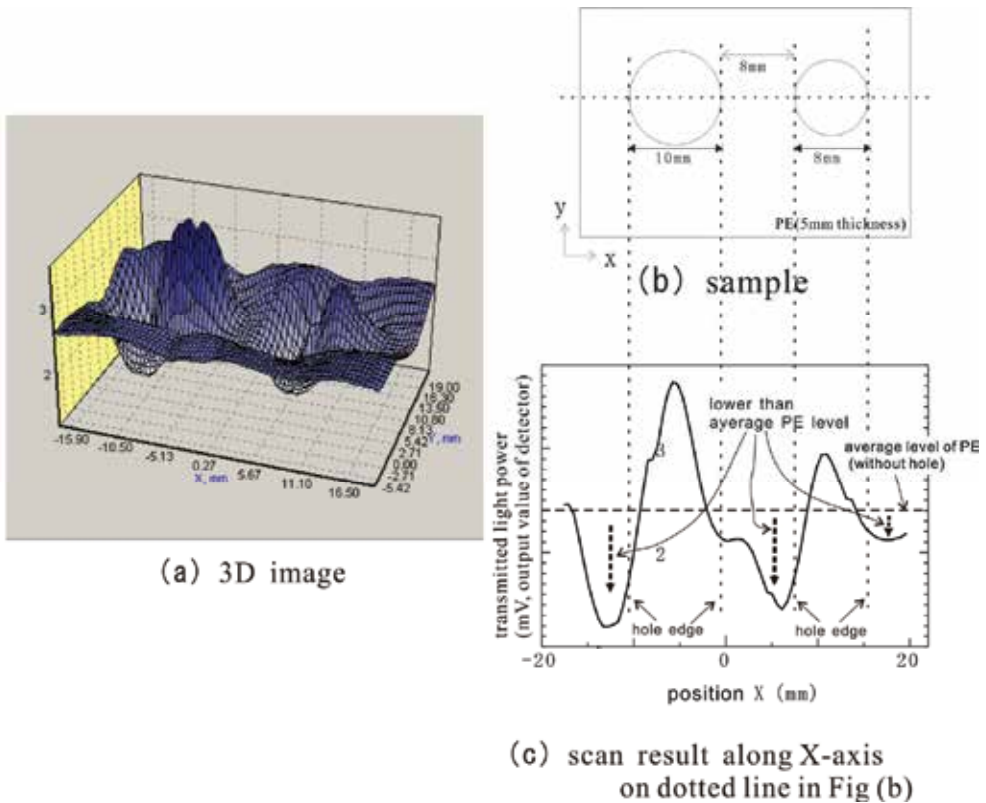 3
2
-15.90
-10.50
-5.13
0.27
5.67
11.10
16.50
X, mm
19.00
16.30
13.50
10.80
8.13
5.42
2.71
0.00
-2.71
-5.42
Y, mm
(a) 3D image
8mm
10mm
8mm
PE(5mm thickness)
y
x
(b) sample
transmitted light power
(mV, output value of detector)
3
2
lower than
average PE level
average level of PE
(without hole)
hole edge
hole edge
-20
0
20
position X (mm)
(c) scan result along X-axis
on dotted line in Fig (b)